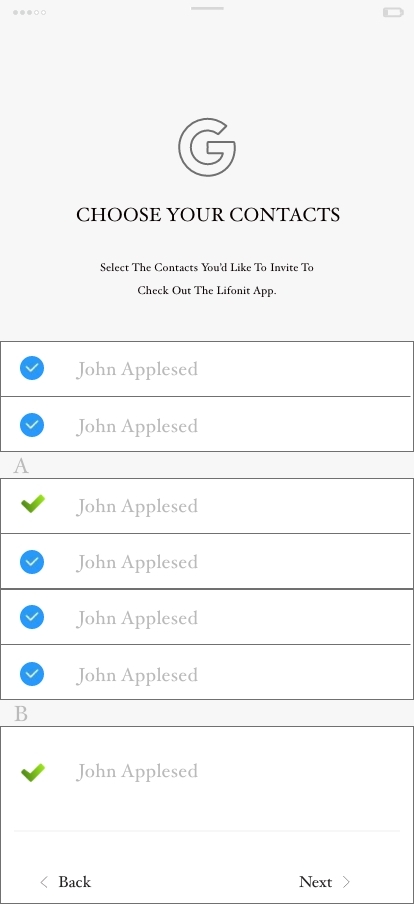 CHOOSE YOUR CONTACTS
Select The Contacts You'd Like To Invite To
Check Out The Lifonit App.
John Applesed
John Applesed
A
John Applesed
John Applesed
John Applesed
John Applesed
B
John Applesed
Back
Next